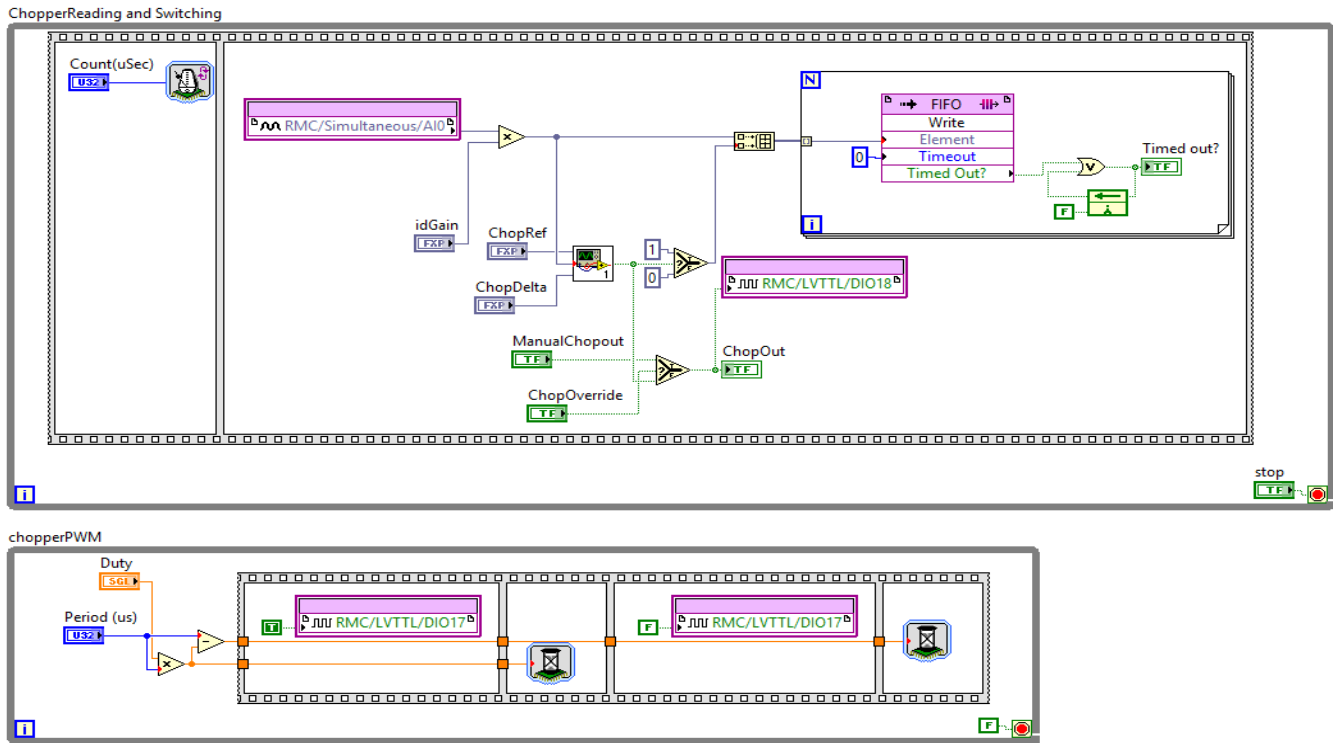 ChopperReading and Switching
Count(uSec)
U32
RMC/Simultaneous/AI0
N
FIFO
Write
Element
0
Timeout
Timed Out?
Timed out?
TF
F
i
idGain
FXP
ChopRef
FXP
ChopDelta
FXP
1
1
0
RMC/LVTTL/DIO18
ManualChopout
TF
ChopOut
TF
ChopOverride
TF
stop
TF
i
chopperPWM
Duty
SGL
Period (us)
U32
T
RMC/LVTTL/DIO17
F
RMC/LVTTL/DIO17
F
i